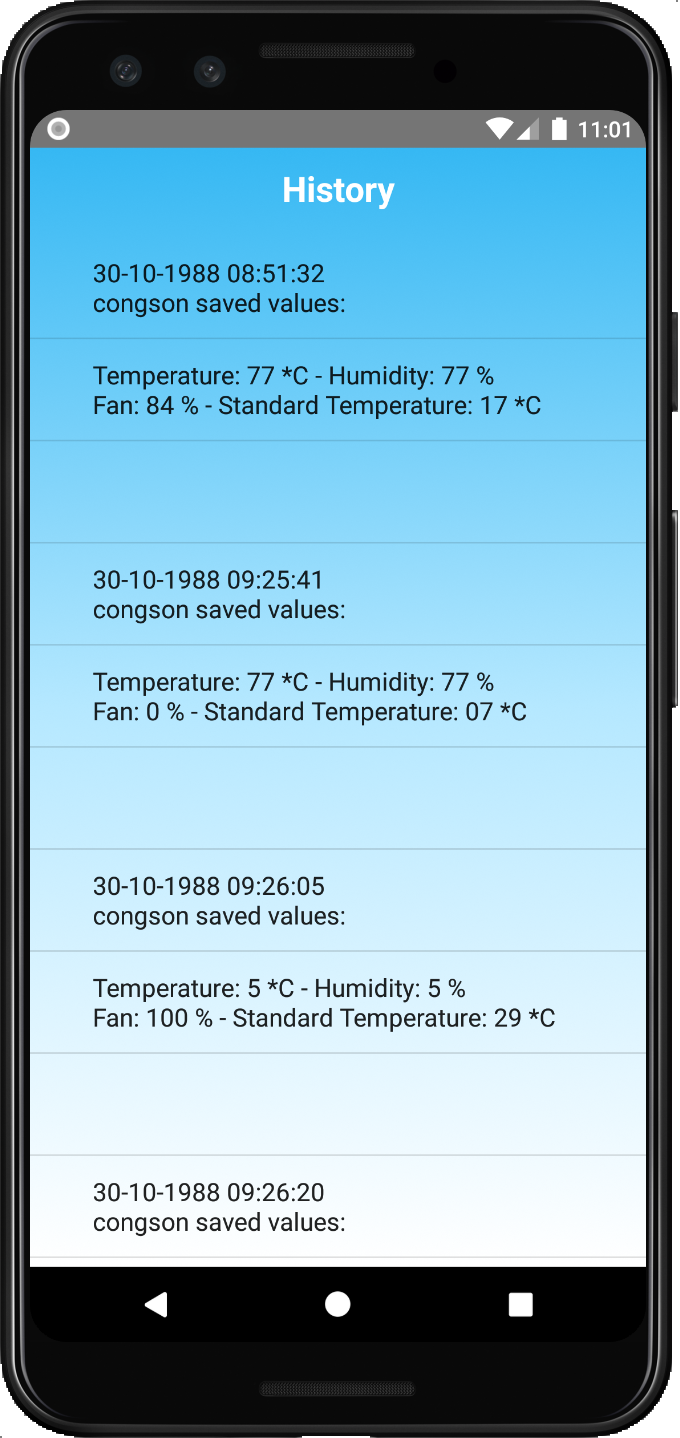 11:01
History
30-10-1988 08:51:32
congson saved values:
Temperature: 77 *C - Humidity: 77 %
Fan: 84 % - Standard Temperature: 17 *C
30-10-1988 09:25:41
congson saved values:
Temperature: 77 *C - Humidity: 77 %
Fan: 0 % - Standard Temperature: 07 *C
30-10-1988 09:26:05
congson saved values:
Temperature: 5 *C - Humidity: 5 %
Fan: 100 % - Standard Temperature: 29 *C
30-10-1988 09:26:20
congson saved values: